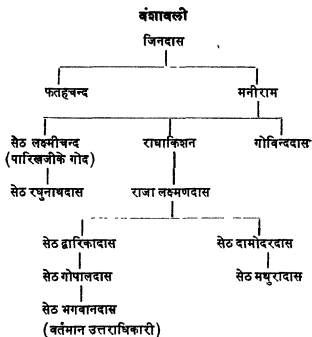 वंशावली
जिनदास
फतहचन्द मनीराम
सेठ लक्ष्मीचन्द राधाकिशन गोविन्ददास
(पारिखजीके गोद)
सेठ रघुनाथदास राजा लक्ष्मणदास
सेठ द्वारिकादास सेठ दामोदरदास
सेठ गोपालदास सेठ मथुरादास
सेठ भगवानदास
(वर्तमान उत्तराधिकारी)